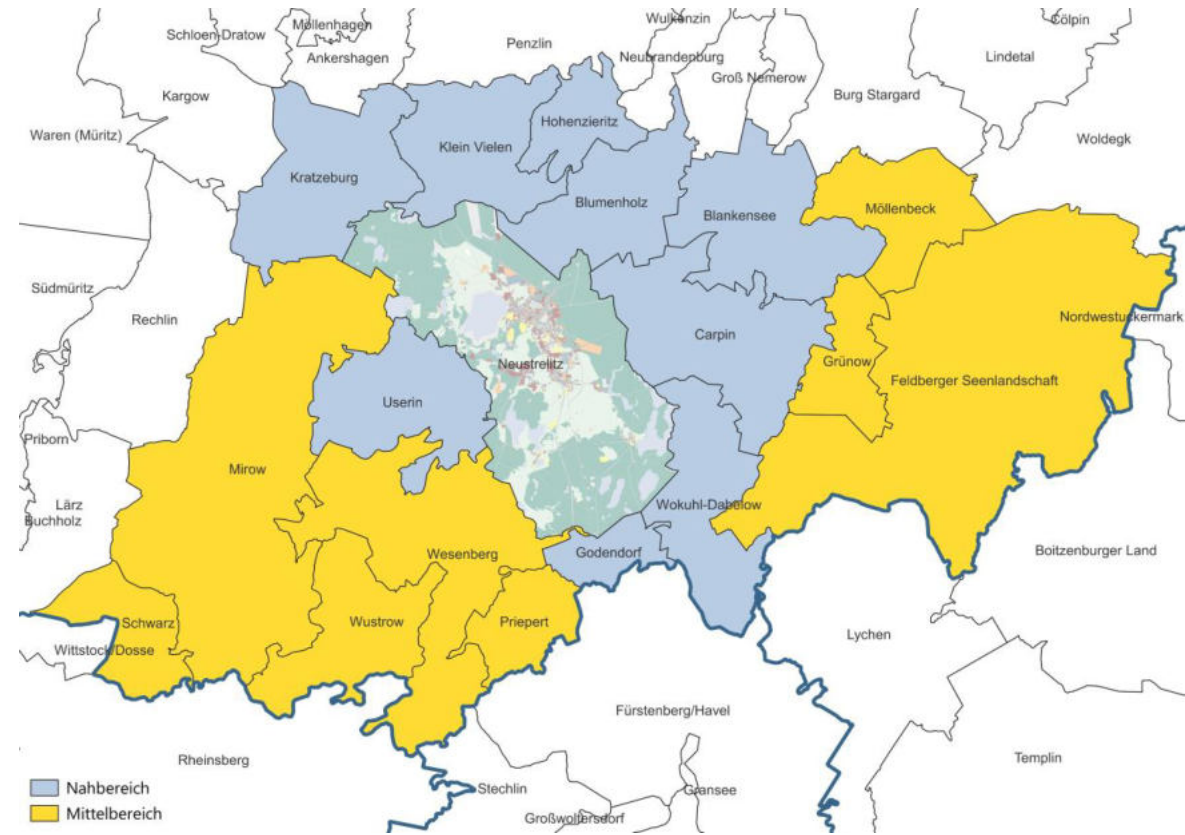 Möllenhagen
Wulkanzin
Cölpin
Schloen-Dratow
Penzlin
Ankershagen
Neubrandenburg
Lindetal
Groß Nemerow
Kargow
Burg Stargard
Hohenzieritz
Waren (Müritz)
Woldegk
Klein Vielen
Kratzeburg
Blumenholz
Möllenbeck
Blankensee
Südmüritz
Rechlin
Nordwestuckermark
Carpin
Neustrelitz
Grünow
Feldberger Seenlandschaft
Userin
Priborn
Mirow
Lärz
Wokuhl-Dabelow
Buchholz
Wesenberg
Godendorf
Boitzenburger Land
Schwarz
Wustrow
Priepert
Lychen
Wittstock/Dosse
Fürstenberg/Havel
Rheinsberg
Templin
Nahbereich
Stechlin
Gransee
Mittelbereich
Großwoltersdorf